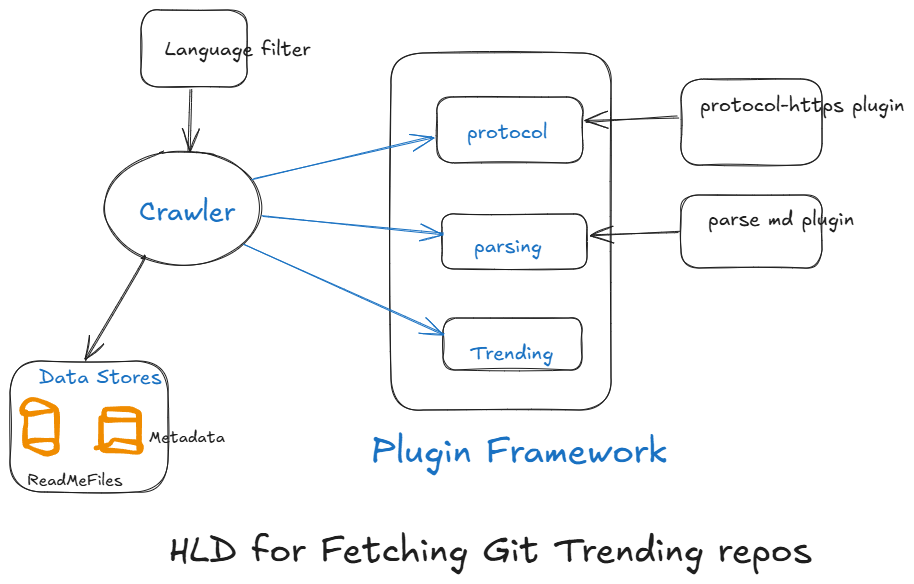 Language filter
Crawler
protocol
parsing
Trending
protocol-https plugin
parse md plugin
Data Stores
Metadata
ReadMeFiles
Plugin Framework
HLD for Fetching Git Trending repos